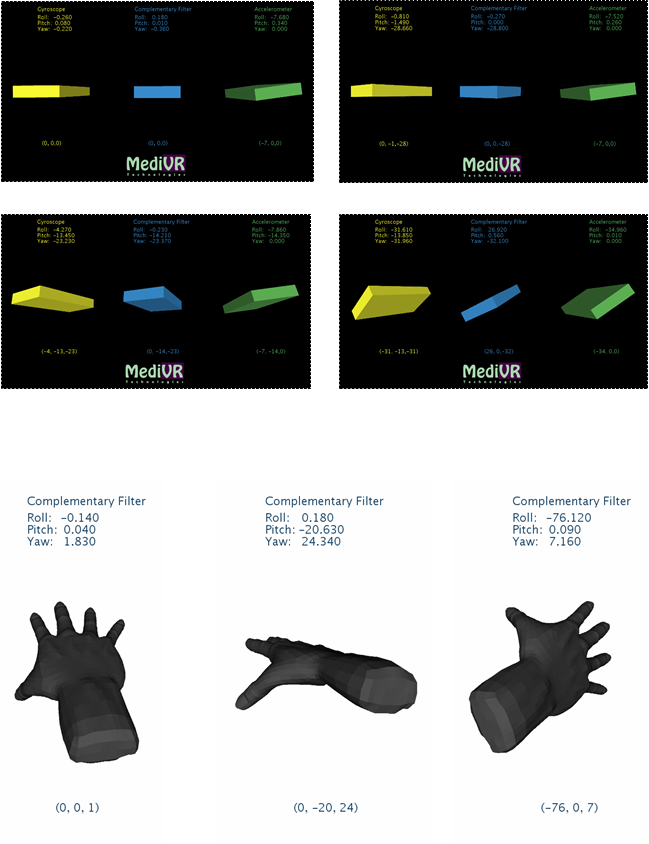 Gyroscope
Roll: -0.260
Pitch: 0.080
Yaw: -0.220
Complementary Filter
Roll: 0.180
Pitch: 0.010
Yaw: -0.360
Accelerometer
Roll: -7.680
Pitch: 0.340
Yaw: 0.000
(0, 0.0)
(0, 0.0)
(-7, 0.0)
MediVR
Technologies
Gyroscope
Roll: -0.810
Pitch: -1.490
Yaw: -28.660
Complementary Filter
Roll: -0.270
Pitch: 0.000
Yaw: -28.800
Accelerometer
Roll: -7.520
Pitch: 0.260
Yaw: 0.000
(0, -1,-28)
(0, 0,-28)
(-7, 0,0)
MediVR
Technologies
Gyroscope
Roll: -4.270
Pitch: -13.450
Yaw: -23.230
Complementary Filter
Roll: -0.230
Pitch: -14.210
Yaw: -23.370
Accelerometer
Roll: -7.860
Pitch: -14.350
Yaw: 0.000
(-4, -13,-23)
(0, -14,-23)
(-7, -14,0)
MediVR
Technologies
Gyroscope
Roll: -31.610
Pitch: -13.850
Yaw: -31.960
Complementary Filter
Roll: 26.920
Pitch: 0.560
Yaw: -32.100
Accelerometer
Roll: -34.960
Pitch: 0.010
Yaw: 0.000
(-31, -13,-31)
(26, 0,-32)
(-34, 0.0)
MediVR
Technologies
Complementary Filter
Roll: -0.140
Pitch: 0.040
Yaw: 1.830
(0, 0, 1)
Complementary Filter
Roll: 0.180
Pitch: -20.630
Yaw: 24.340
(0, -20, 24)
Complementary Filter
Roll: -76.120
Pitch: 0.090
Yaw: 7.160
(-76, 0, 7)